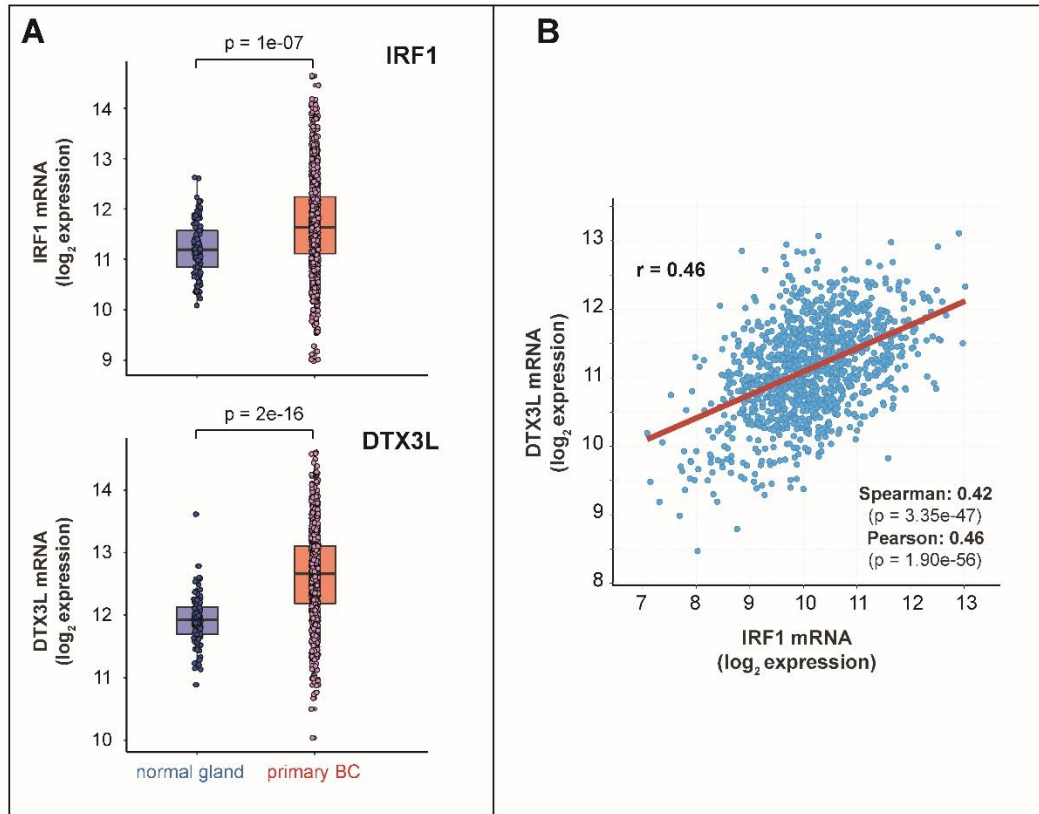 A
p = 1e-07
IRF1
IRF1 mRNA
(log₂ expression)
14
13
12
11
10
9
p = 2e-16
DTX3L
DTX3L mRNA
(log₂ expression)
14
13
12
11
10
normal gland
primary BC
B
r = 0.46
DTX3L mRNA
(log₂ expression)
13
12
11
10
9
8
Spearman: 0.42
(p = 3.35e-47)
Pearson: 0.46
(p = 1.90e-56)
7 8 9 10 11 12 13
IRF1 mRNA
(log₂ expression)